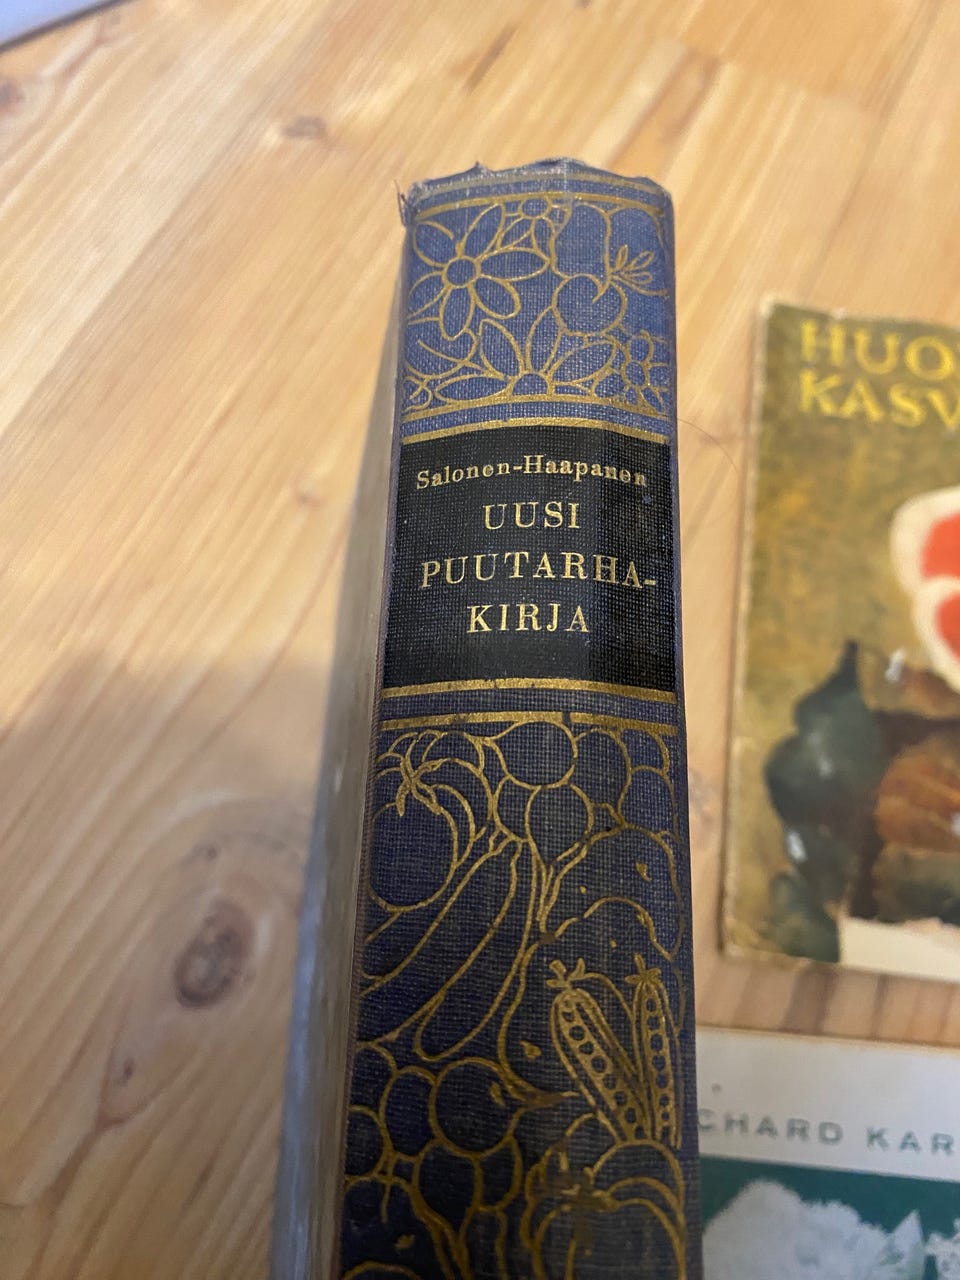 Salonen-Haapanen
UUSI
PUUTARHA-
KIRJA
HUO
KASV
CHARD KAR